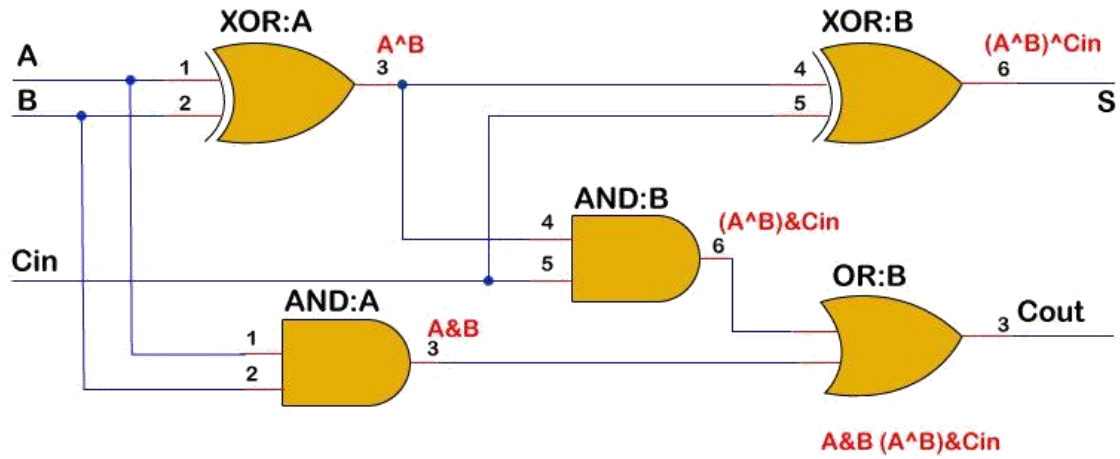 XOR:A
XOR:B
A^B
(A^B)^Cin
A
1
3
4
6
B
2
5
S
AND:B
4
(A^B)&Cin
6
Cin
5
OR:B
AND:A
A&B
3
Cout
1
3
2
A&B (A^B)&Cin